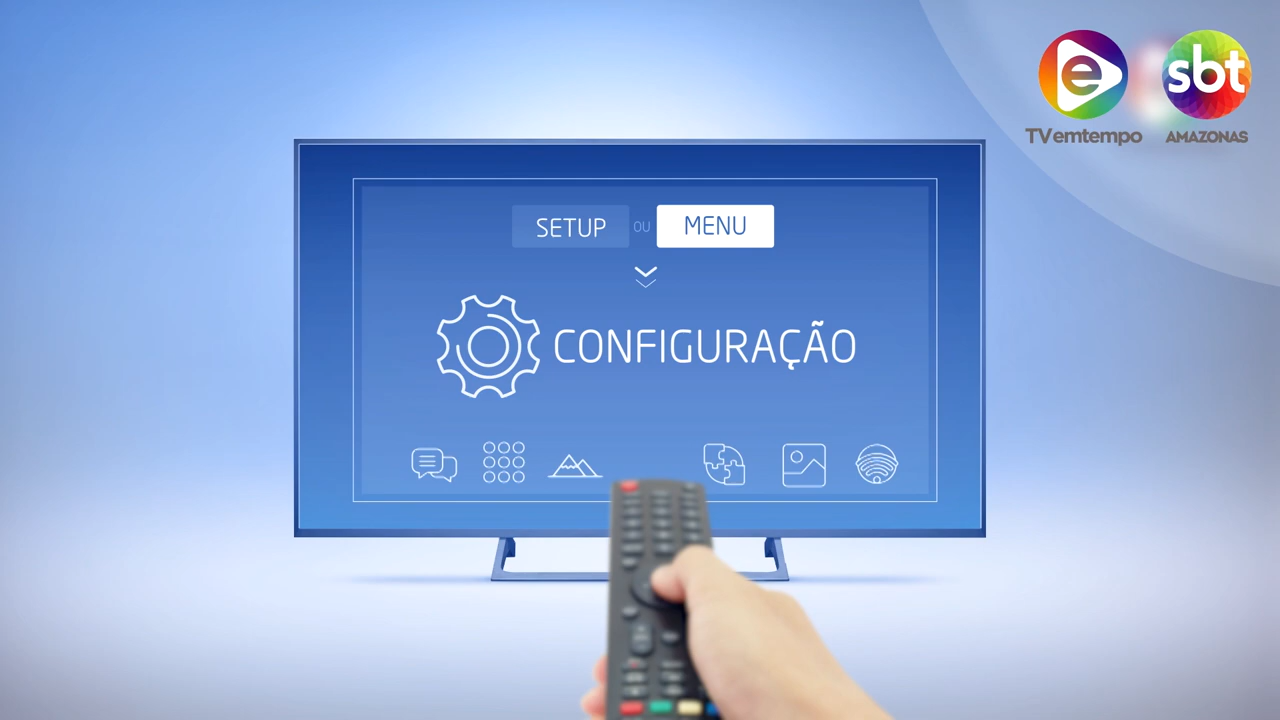 e
sbt
TVemtempo
AMAZONAS
SETUP OU MENU
CONFIGURAÇÃO